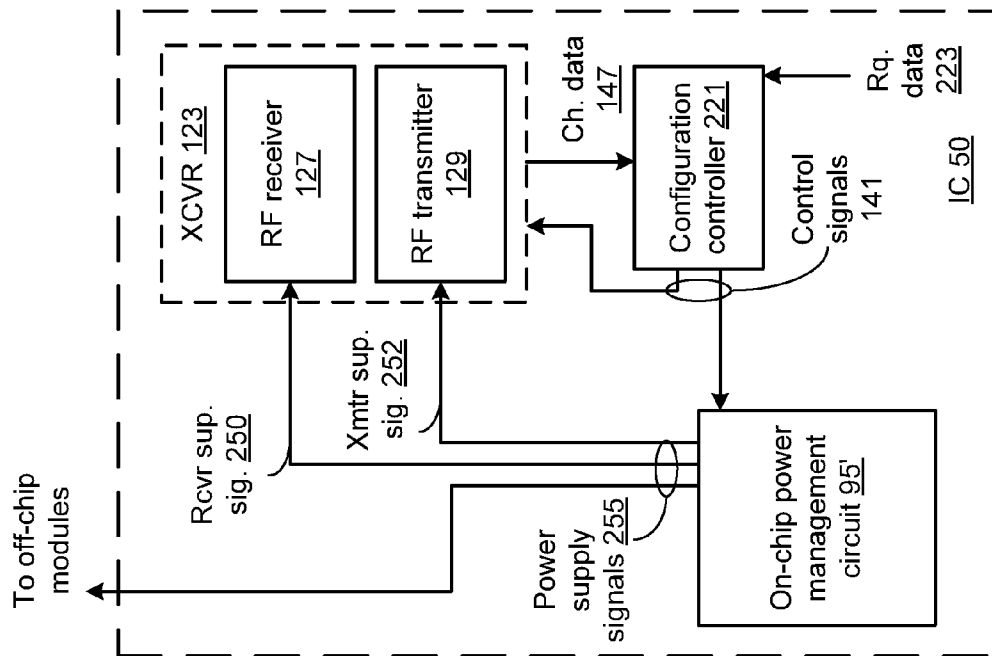 To off-chip
modules
XCVR 123
RF receiver
127
RF transmitter
129
Rcvr sup.
sig. 250
Xmtr sup.
sig. 252
Ch. data
147
Configuration
controller 221
Rq.
data
223
Control
signals
141
Power
supply
signals 255
On-chip power
management
circuit 95'
IC 50